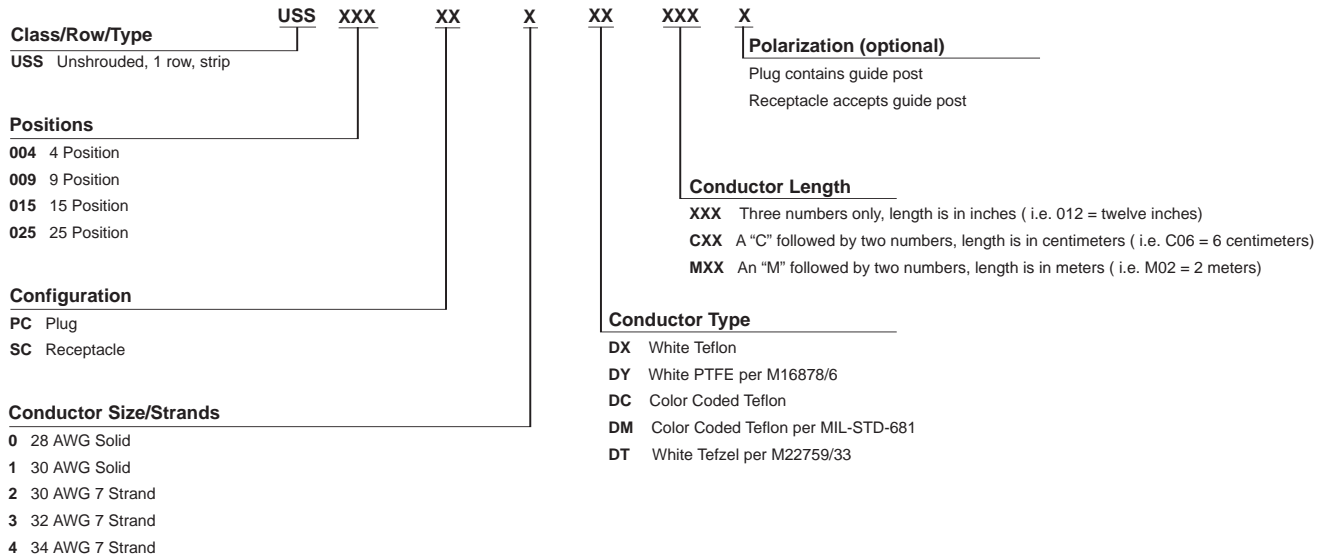 USS XXX XX X XX XXX X
Class/Row/Type
USS Unshrouded, 1 row, strip
Polarization (optional)
Plug contains guide post
Receptacle accepts guide post
Positions
004 4 Position
009 9 Position
015 15 Position
025 25 Position
Conductor Length
XXX Three numbers only, length is in inches ( i.e. 012 = twelve inches)
CXX A “C” followed by two numbers, length is in centimeters ( i.e. C06 = 6 centimeters)
MXX An “M” followed by two numbers, length is in meters ( i.e. M02 = 2 meters)
Configuration
PC Plug
SC Receptacle
Conductor Type
DX White Teflon
DY White PTFE per M16878/6
DC Color Coded Teflon
DM Color Coded Teflon per MIL-STD-681
DT White Tefzel per M22759/33
Conductor Size/Strands
0 28 AWG Solid
1 30 AWG Solid
2 30 AWG 7 Strand
3 32 AWG 7 Strand
4 34 AWG 7 Strand